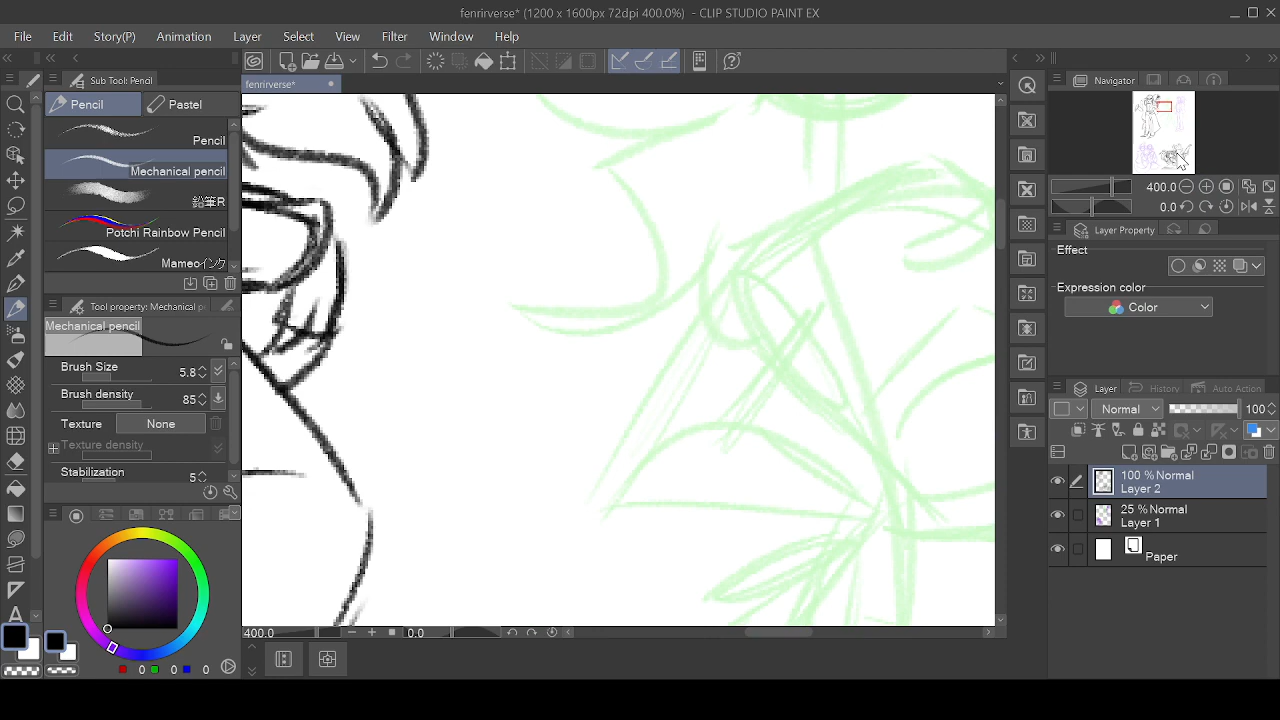 fenrirverse* (1200 x 1600px 72dpi 400.0%)  - CLIP STUDIO PAINT EX
File Edit Story(P) Animation Layer Select View Filter Window Help
Sub Tool: Pencil
fenrirverse*
Navigator
Pencil Pastel
Pencil
Mechanical pencil
Potchi Rainbow Pencil
400.0
0.0
Layer Property
Effect
Expression color
Color
Tool property: Mechanical p
Mechanical pencil
Brush Size 5.8
Brush density 85
Texture None
Texture density
Stabilization 5
Layer History Auto Action
Normal 100
100 % Normal
Layer 2
25 % Normal
Layer 1
Paper
A
400.0 0.0
0 0 0